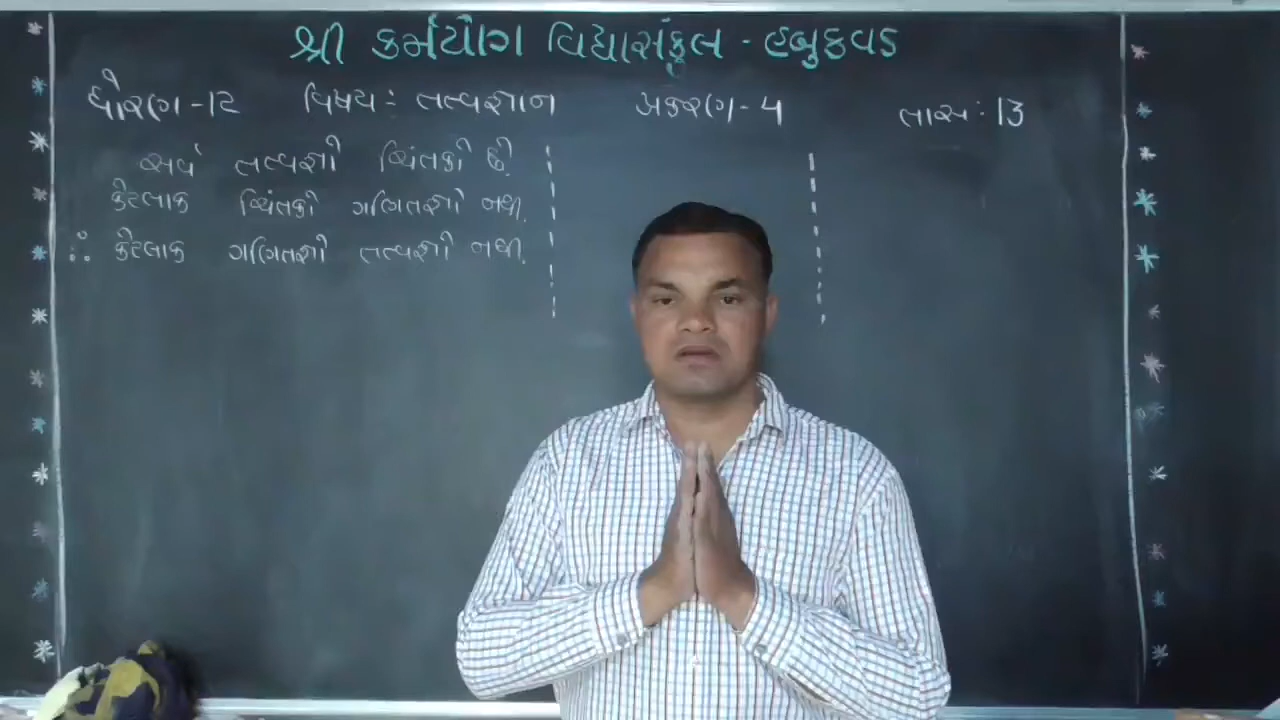 શ્રી કર્મયોગ વિદ્યાસંકુલ - હબુકવડ
ધોરણ - 12 વિષય : તત્વજ્ઞાન પ્રકરણ - 4 તાસ : 13
સર્વ તત્વજ્ઞો ચિંતકો છે.
કેટલાક ચિંતકો ગણિતજ્ઞો નથી.
∴ કેટલાક ગણિતજ્ઞો તત્વજ્ઞો નથી.